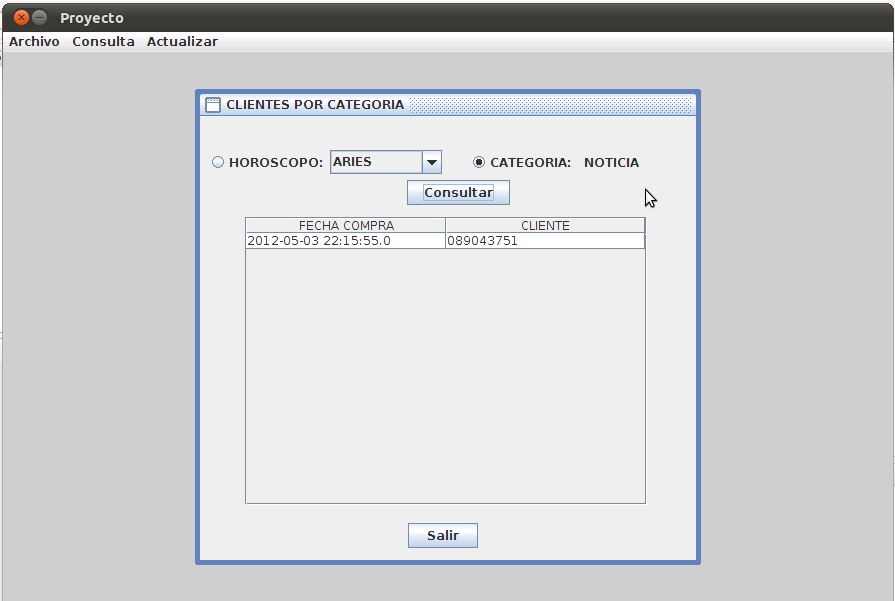 Proyecto
Archivo Consulta Actualizar
CLIENTES POR CATEGORIA
HOROSCOPO: ARIES CATEGORIA: NOTICIA
Consultar
FECHA COMPRA CLIENTE
2012-05-03 22:15:55.0 089043751
Salir